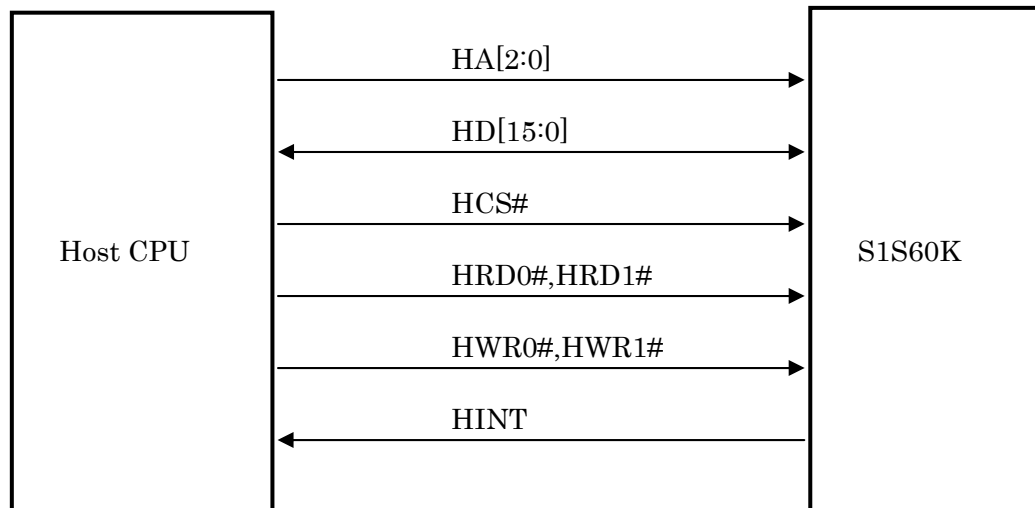 HA[2:0]
HD[15:0]
HCS#
Host CPU
S1S60K
HRD0#,HRD1#
HWR0#,HWR1#
HINT